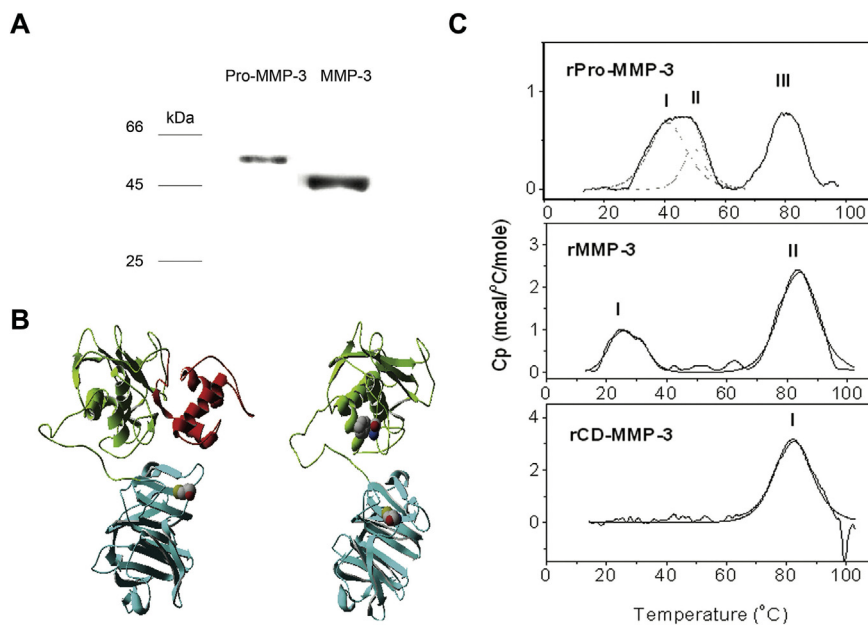 A
Pro-MMP-3 MMP-3
kDa
66
45
25
B
C
Cp (mcal/°C/mole)
rPro-MMP-3
I II III
1
0
0 20 40 60 80 100
rMMP-3
I II
3
2
1
0
0 20 40 60 80 100
rCD-MMP-3
I
4
2
0
0 20 40 60 80 100
Temperature (°C)